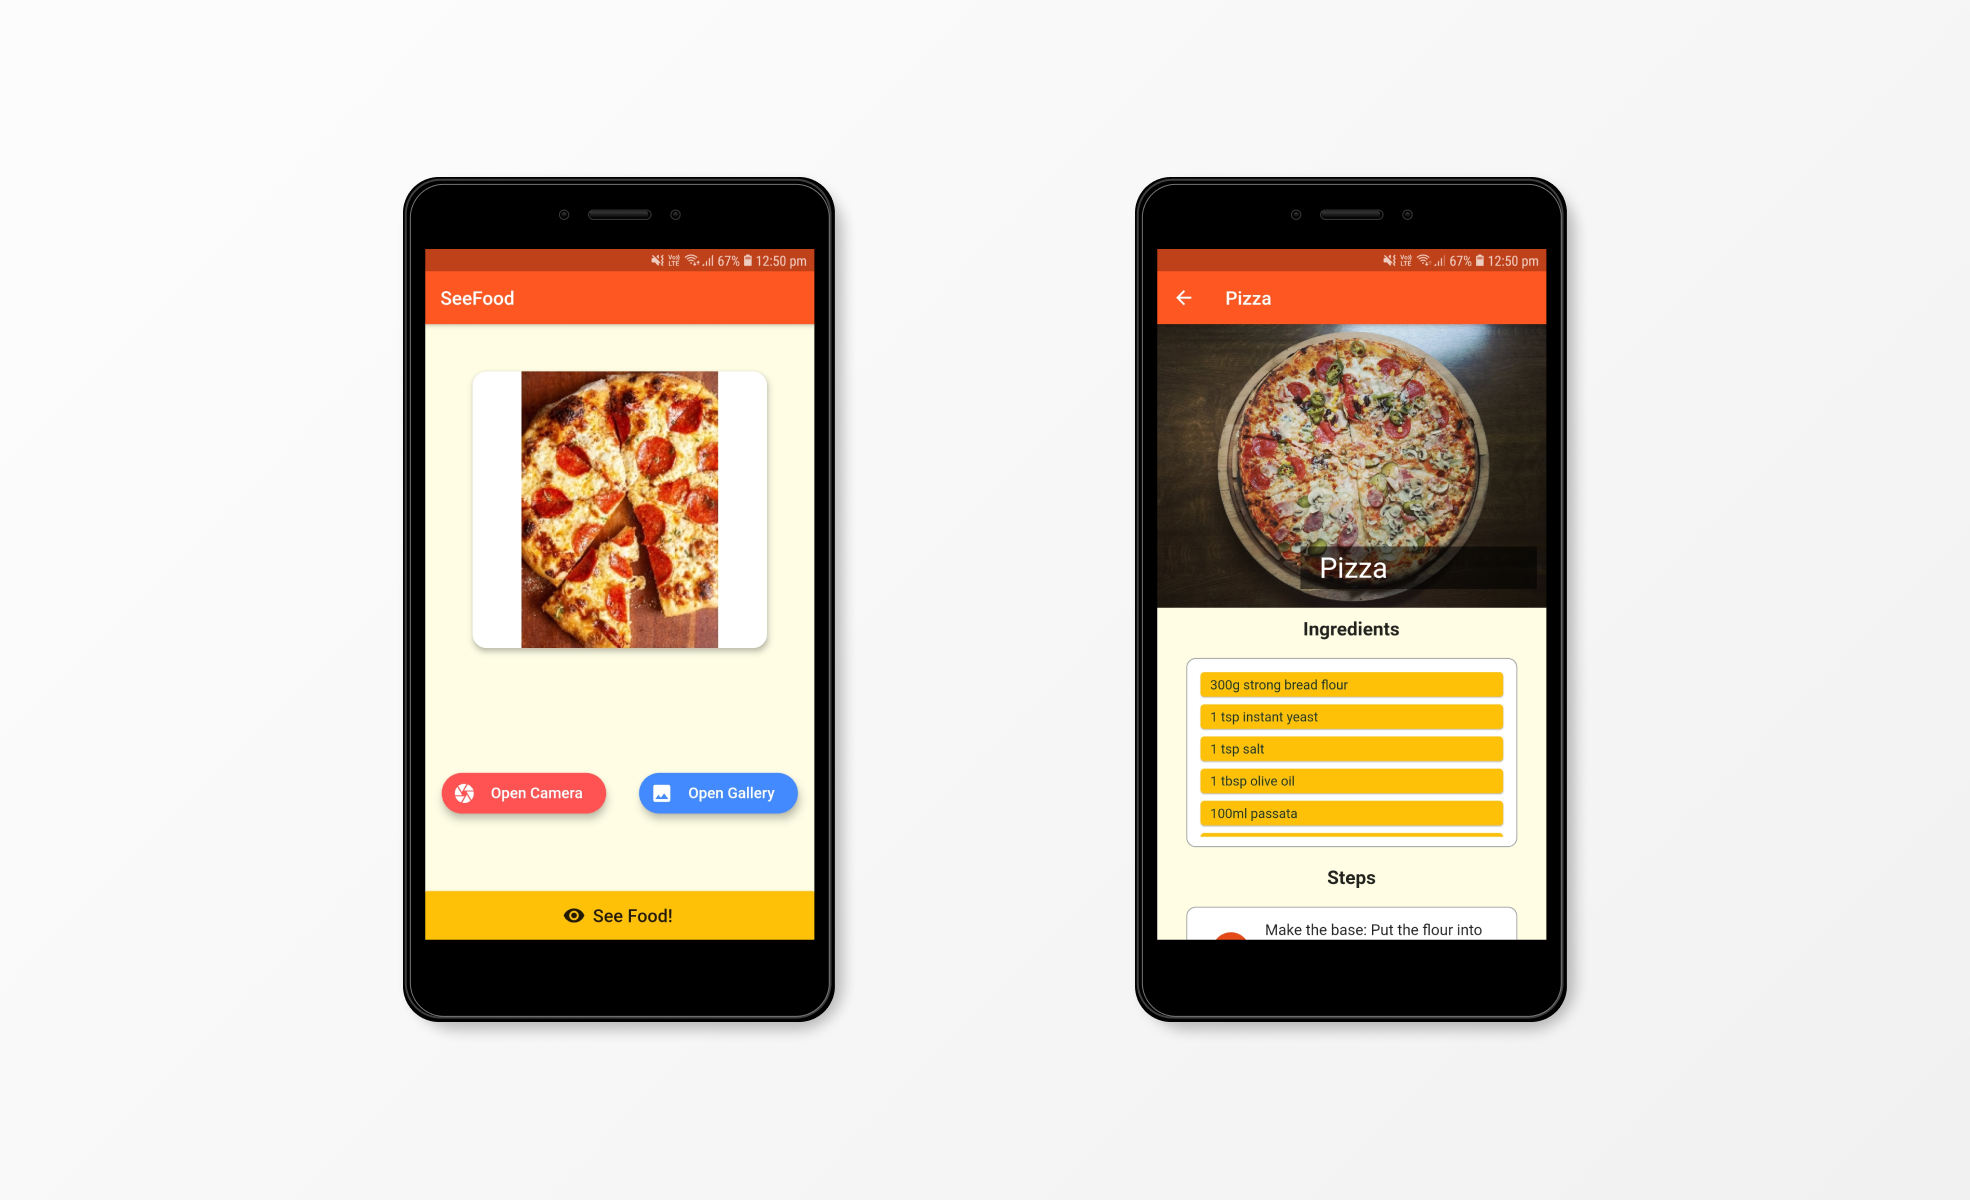 VoLTE 67% 12:50 pm
SeeFood
Open Camera
Open Gallery
See Food!
VoLTE 67% 12:50 pm
Pizza
Pizza
Ingredients
300g strong bread flour
1 tsp instant yeast
1 tsp salt
1 tbsp olive oil
100ml passata
Steps
Make the base: Put the flour into